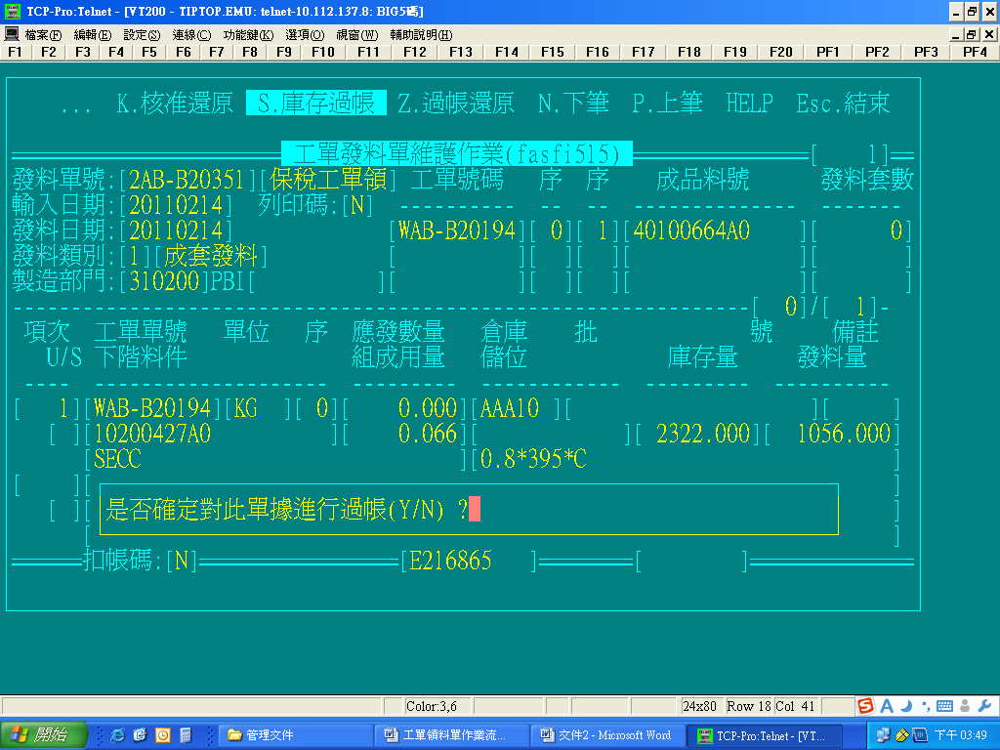 TCP-Pro:Telnet - [VT200 - TIPTOP.EMU: telnet-10.112.137.8: BIG5碼]
檔案(F) 編輯(E) 設定(S) 連線(C) 功能鍵(K) 選項(O) 視窗(W) 輔助說明(H)
F1 F2 F3 F4 F5 F6 F7 F8 F9 F10 F11 F12 F13 F14 F15 F16 F17 F18 F19 F20 PF1 PF2 PF3 PF4
... K.核准還原 S.庫存過帳 Z.過帳還原 N.下筆 P.上筆 HELP Esc.結束
工單發料單維護作業(fasfi515) [ 1]
發料單號:[2AB-B20351][保稅工單領] 工單號碼 序 序 成品料號 發料套數
輸入日期:[20110214] 列印碼:[N] ---------- -- -- -------------- -------
發料日期:[20110214] [WAB-B20194][ 0][ 1][40100664A0 ][ 0]
發料類別:[1][成套發料] [ ][ ][ ][ ][ ]
製造部門:[310200]PBI[ ][ ][ ][ ][ ][ ]
[ 0]/[ 1]-
項次 工單單號 單位 序 應發數量 倉庫 批 號 備註
U/S 下階料件 組成用量 儲位 庫存量 發料量
[ 1][WAB-B20194][KG ][ 0][ 0.000][AAA10 ][ ][ ]
[ ][10200427A0 ][ 0.066][ ][ 2322.000][ 1056.000]
[SECC ][0.8*395*C ]
[ ][ ]
是否確定對此單據進行過帳(Y/N) ?
[ ][ ]
[ ]
扣帳碼:[N] [E216865 ] [ ]
Color:3,6 24x80 Row 18 Col 41
開始 管理文件 工單領料單作業流... 文件2 - Microsoft Word TCP-Pro:Telnet - [VT... 下午 03:49